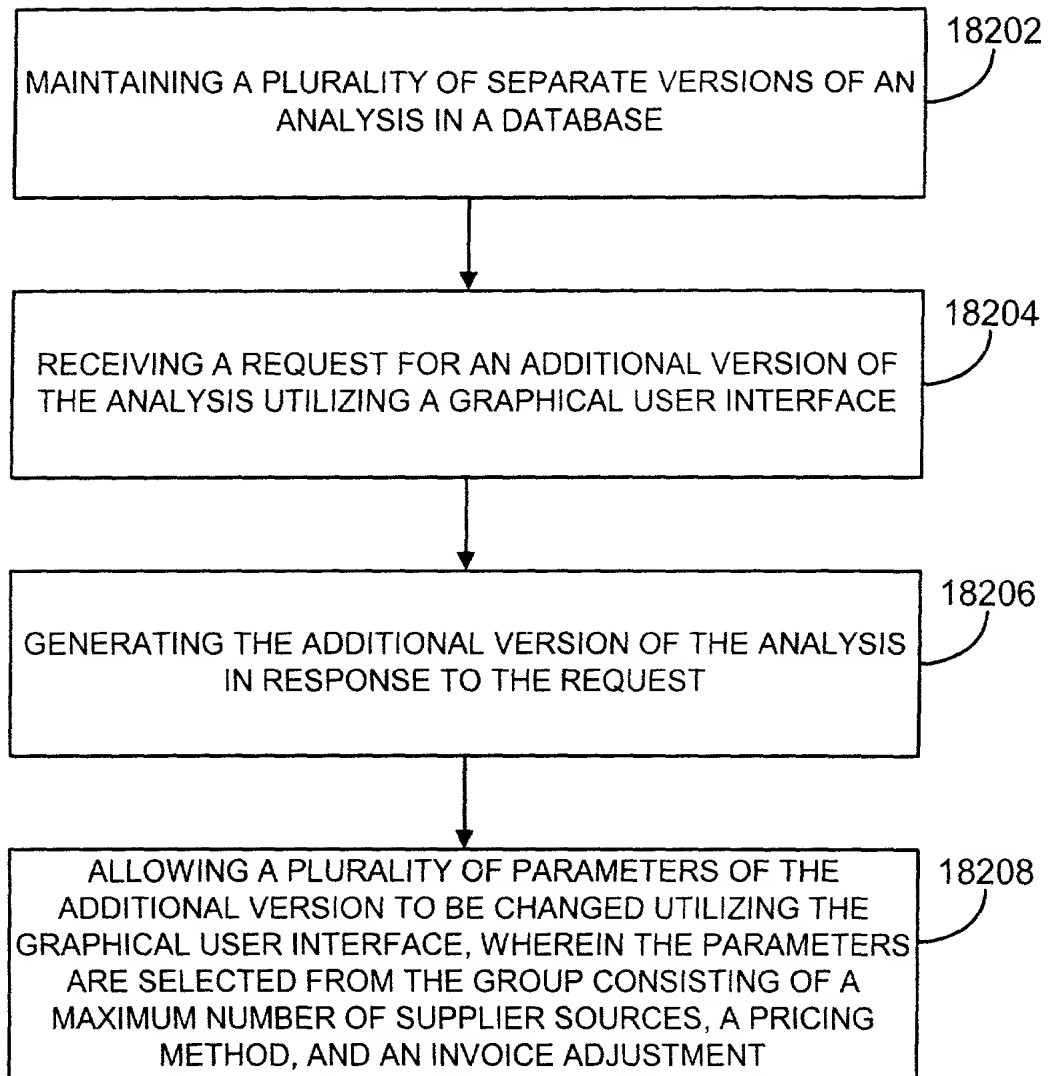 18202
MAINTAINING A PLURALITY OF SEPARATE VERSIONS OF AN
ANALYSIS IN A DATABASE
18204
RECEIVING A REQUEST FOR AN ADDITIONAL VERSION OF
THE ANALYSIS UTILIZING A GRAPHICAL USER INTERFACE
18206
GENERATING THE ADDITIONAL VERSION OF THE ANALYSIS
IN RESPONSE TO THE REQUEST
18208
ALLOWING A PLURALITY OF PARAMETERS OF THE
ADDITIONAL VERSION TO BE CHANGED UTILIZING THE
GRAPHICAL USER INTERFACE, WHEREIN THE PARAMETERS
ARE SELECTED FROM THE GROUP CONSISTING OF A
MAXIMUM NUMBER OF SUPPLIER SOURCES, A PRICING
METHOD, AND AN INVOICE ADJUSTMENT